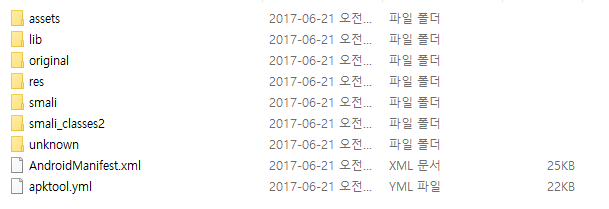 assets 2017-06-21 오전... 파일 폴더
lib 2017-06-21 오전... 파일 폴더
original 2017-06-21 오전... 파일 폴더
res 2017-06-21 오전... 파일 폴더
smali 2017-06-21 오전... 파일 폴더
smali_classes2 2017-06-21 오전... 파일 폴더
unknown 2017-06-21 오전... 파일 폴더
AndroidManifest.xml 2017-06-21 오전... XML 문서 25KB
apktool.yml 2017-06-21 오전... YML 파일 22KB